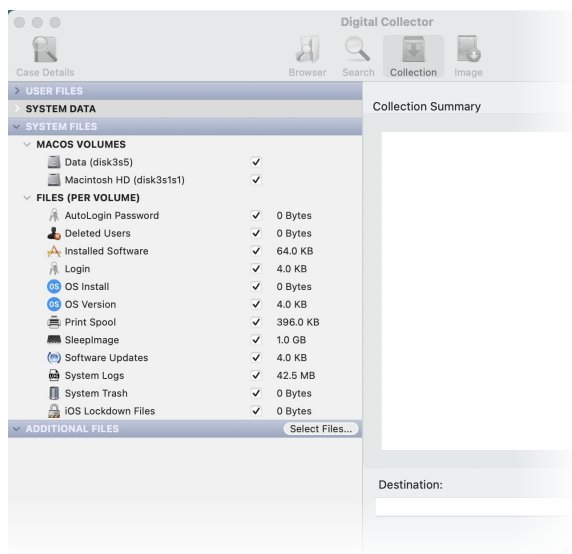 Digital Collector
Case Details
Browser Search Collection Image
USER FILES
SYSTEM DATA
SYSTEM FILES
MACOS VOLUMES
Data (disk3s5)
Macintosh HD (disk3s1s1)
FILES (PER VOLUME)
AutoLogin Password 0 Bytes
Deleted Users 0 Bytes
Installed Software 64.0 KB
Login 4.0 KB
OS OS Install 0 Bytes
OS OS Version 4.0 KB
Print Spool 396.0 KB
SleepImage 1.0 GB
Software Updates 4.0 KB
System Logs 42.5 MB
System Trash 0 Bytes
iOS Lockdown Files 0 Bytes
ADDITIONAL FILES Select Files...
Collection Summary
Destination: